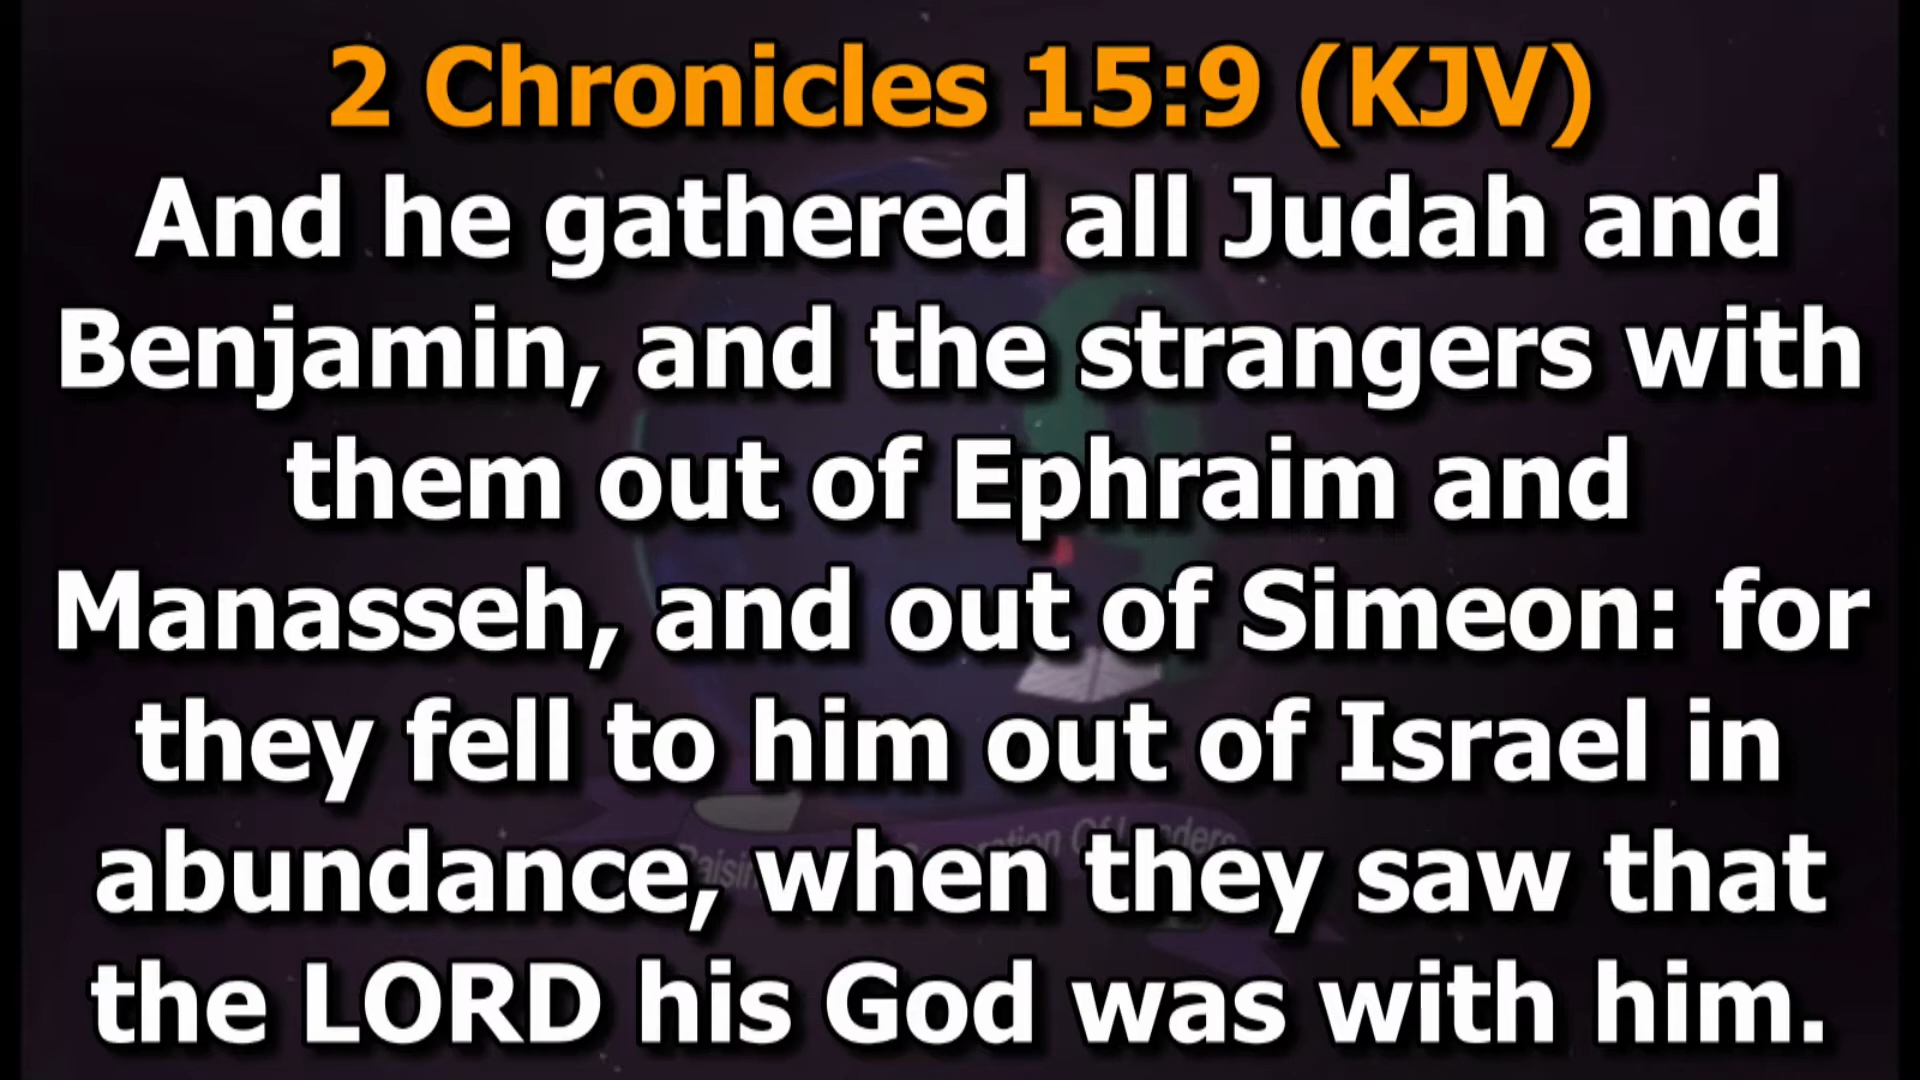 2 Chronicles 15:9 (KJV)
And he gathered all Judah and
Benjamin, and the strangers with
them out of Ephraim and
Manasseh, and out of Simeon: for
they fell to him out of Israel in
abundance, when they saw that
the LORD his God was with him.
Of